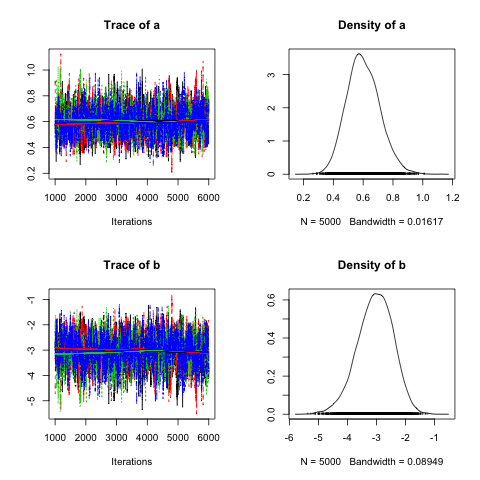 Trace of a
0.2 0.4 0.6 0.8 1.0
1000 2000 3000 4000 5000 6000
Iterations
Density of a
0 1 2 3
0.2 0.4 0.6 0.8 1.0 1.2
N = 5000 Bandwidth = 0.01617
Trace of b
-5 -4 -3 -2 -1
1000 2000 3000 4000 5000 6000
Iterations
Density of b
0.0 0.2 0.4 0.6
-6 -5 -4 -3 -2 -1
N = 5000 Bandwidth = 0.08949